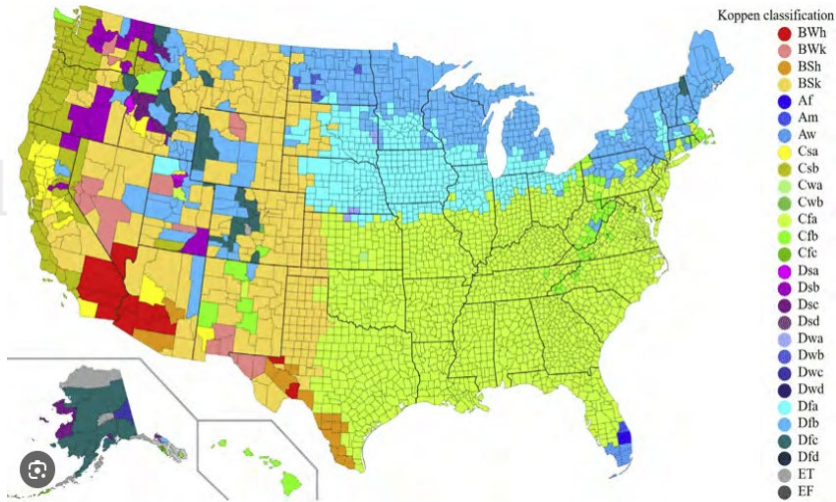 Koppen classification
BWh
BWk
BSh
BSk
Af
Am
Aw
Csa
Csb
Cwa
Cwb
Cfa
Cfb
Cfc
Dsa
Dsb
Dsc
Dsd
Dwa
Dwb
Dwc
Dwd
Dfa
Dfb
Dfc
Dfd
ET
EF